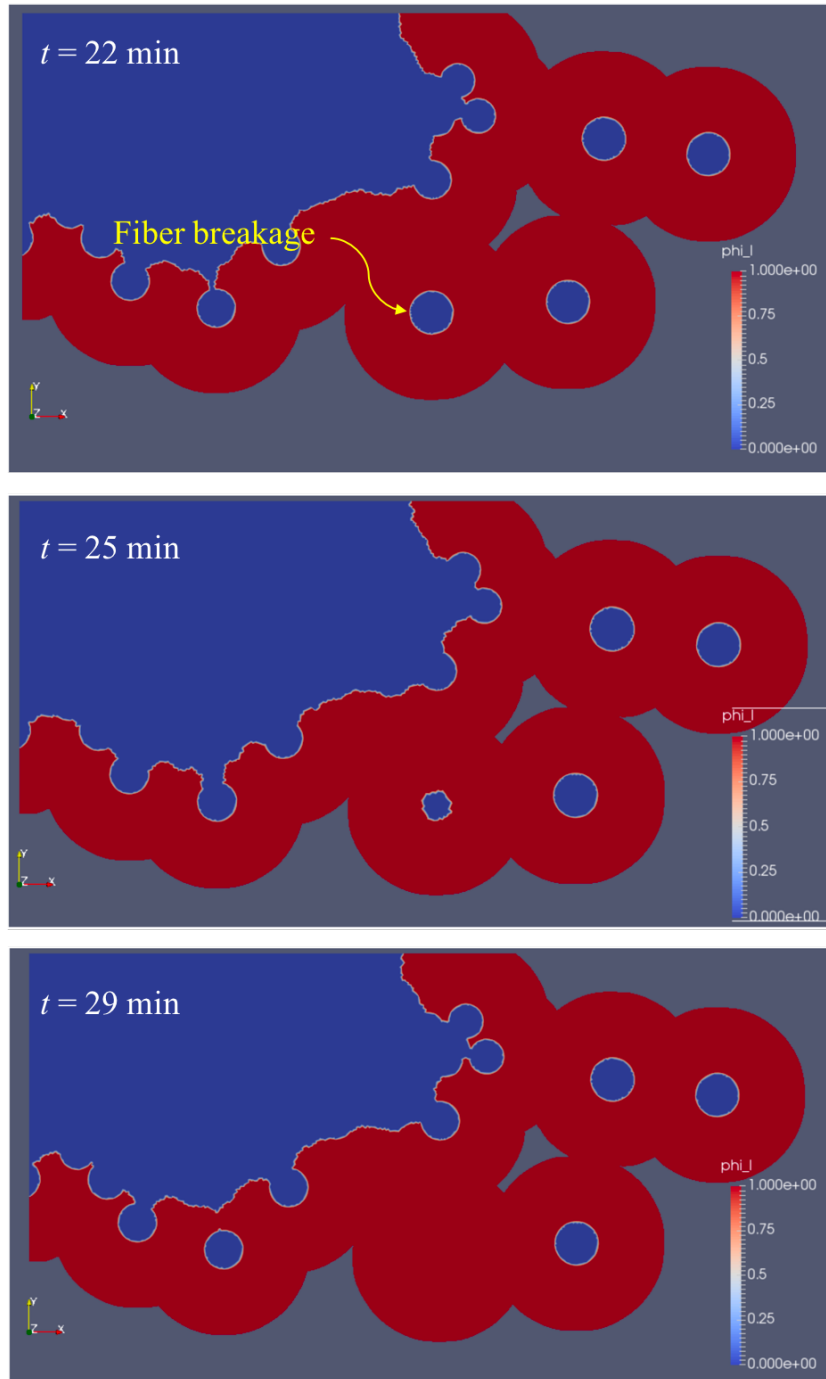 t = 22 min
Fiber breakage
phi_l
1.000e+00
0.75
0.5
0.25
0.000e+00
Y
Z X
t = 25 min
phi_l
1.000e+00
0.75
0.5
0.25
0.000e+00
Y
Z X
t = 29 min
phi_l
1.000e+00
0.75
0.5
0.25
0.000e+00
Y
Z X